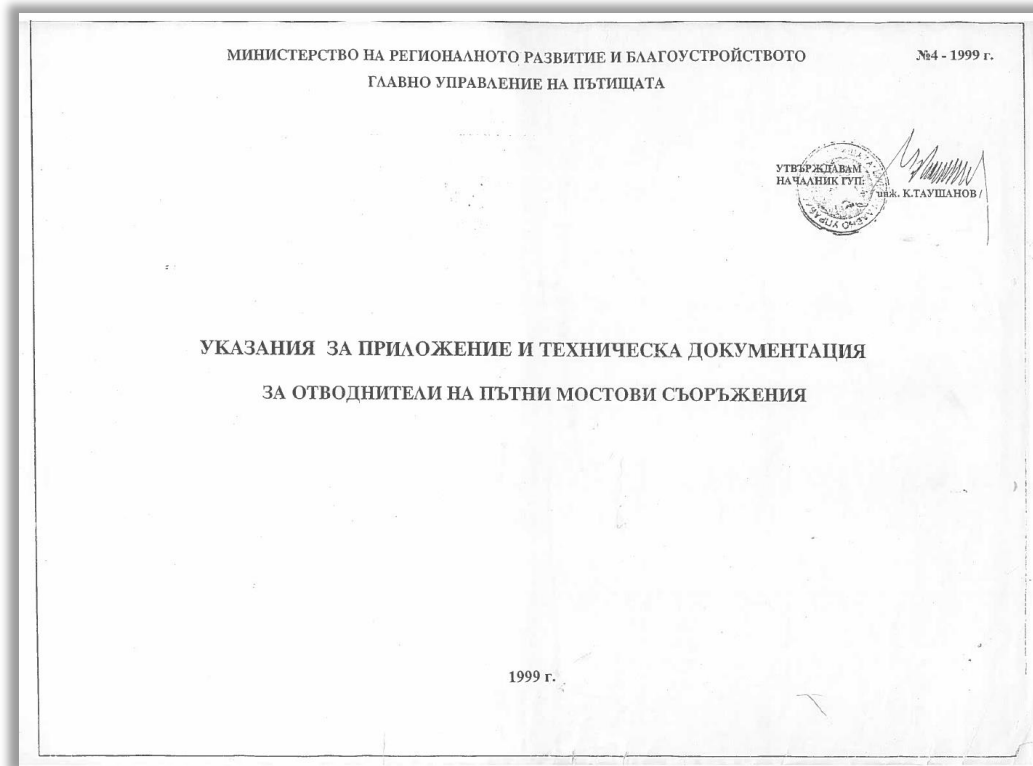 МИНИСТЕРСТВО НА РЕГИОНАЛНОТО РАЗВИТИЕ И БЛАГОУСТРОЙСТВОТО
№4 - 1999 г.
ГЛАВНО УПРАВЛЕНИЕ НА ПЪТИЩАТА
УТВЪРЖДАВАМ
НАЧАЛНИК ГУП:
инж. К.ТАУШАНОВ /
УКАЗАНИЯ ЗА ПРИЛОЖЕНИЕ И ТЕХНИЧЕСКА ДОКУМЕНТАЦИЯ
ЗА ОТВОДНИТЕЛИ НА ПЪТНИ МОСТОВИ СЪОРЪЖЕНИЯ
1999 г.